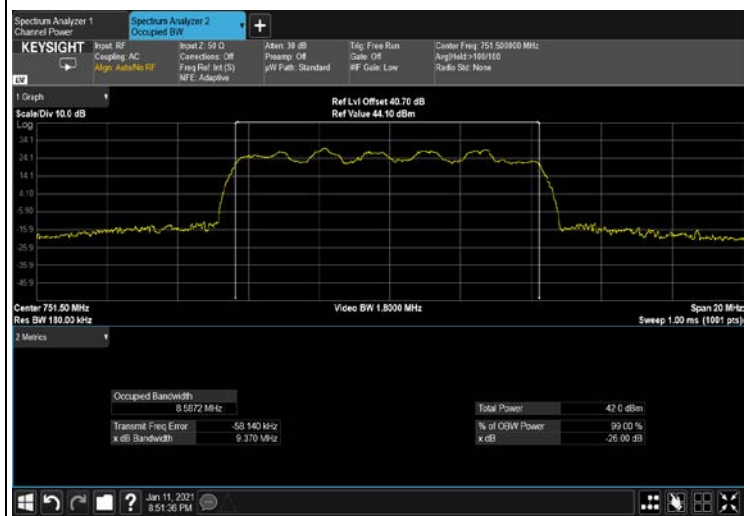 Spectrum Analyzer 1
Channel Power
Spectrum Analyzer 2
Occupied BW
+
KEYSIGHT
Input: RF
Coupling: AC
Align: Auto/No RF
Input Z: 50 Ω
Corrections: Off
Freq Ref: Int (S)
NFE: Adaptive
Atten: 30 dB
Preamp: Off
µW Path: Standard
Trig: Free Run
Gate: Off
#IF Gain: Low
Center Freq: 751.500000 MHz
Avg|Hold:>100/100
Radio Std: None
1 Graph
Scale/Div 10.0 dB
Ref Lvl Offset 40.70 dB
Ref Value 44.10 dBm
Log
34.1
24.1
14.1
4.10
-5.90
-15.9
-25.9
-35.9
-45.9
Center 751.50 MHz
Res BW 180.00 kHz
Video BW 1.8000 MHz
Span 20 MHz
Sweep 1.00 ms (1001 pts)
2 Metrics
Occupied Bandwidth
8.5872 MHz
Transmit Freq Error -58.140 kHz
x dB Bandwidth 9.370 MHz
Total Power 42.0 dBm
% of OBW Power 99.00 %
x dB -26.00 dB
?
Jan 11, 2021
8:51:36 PM